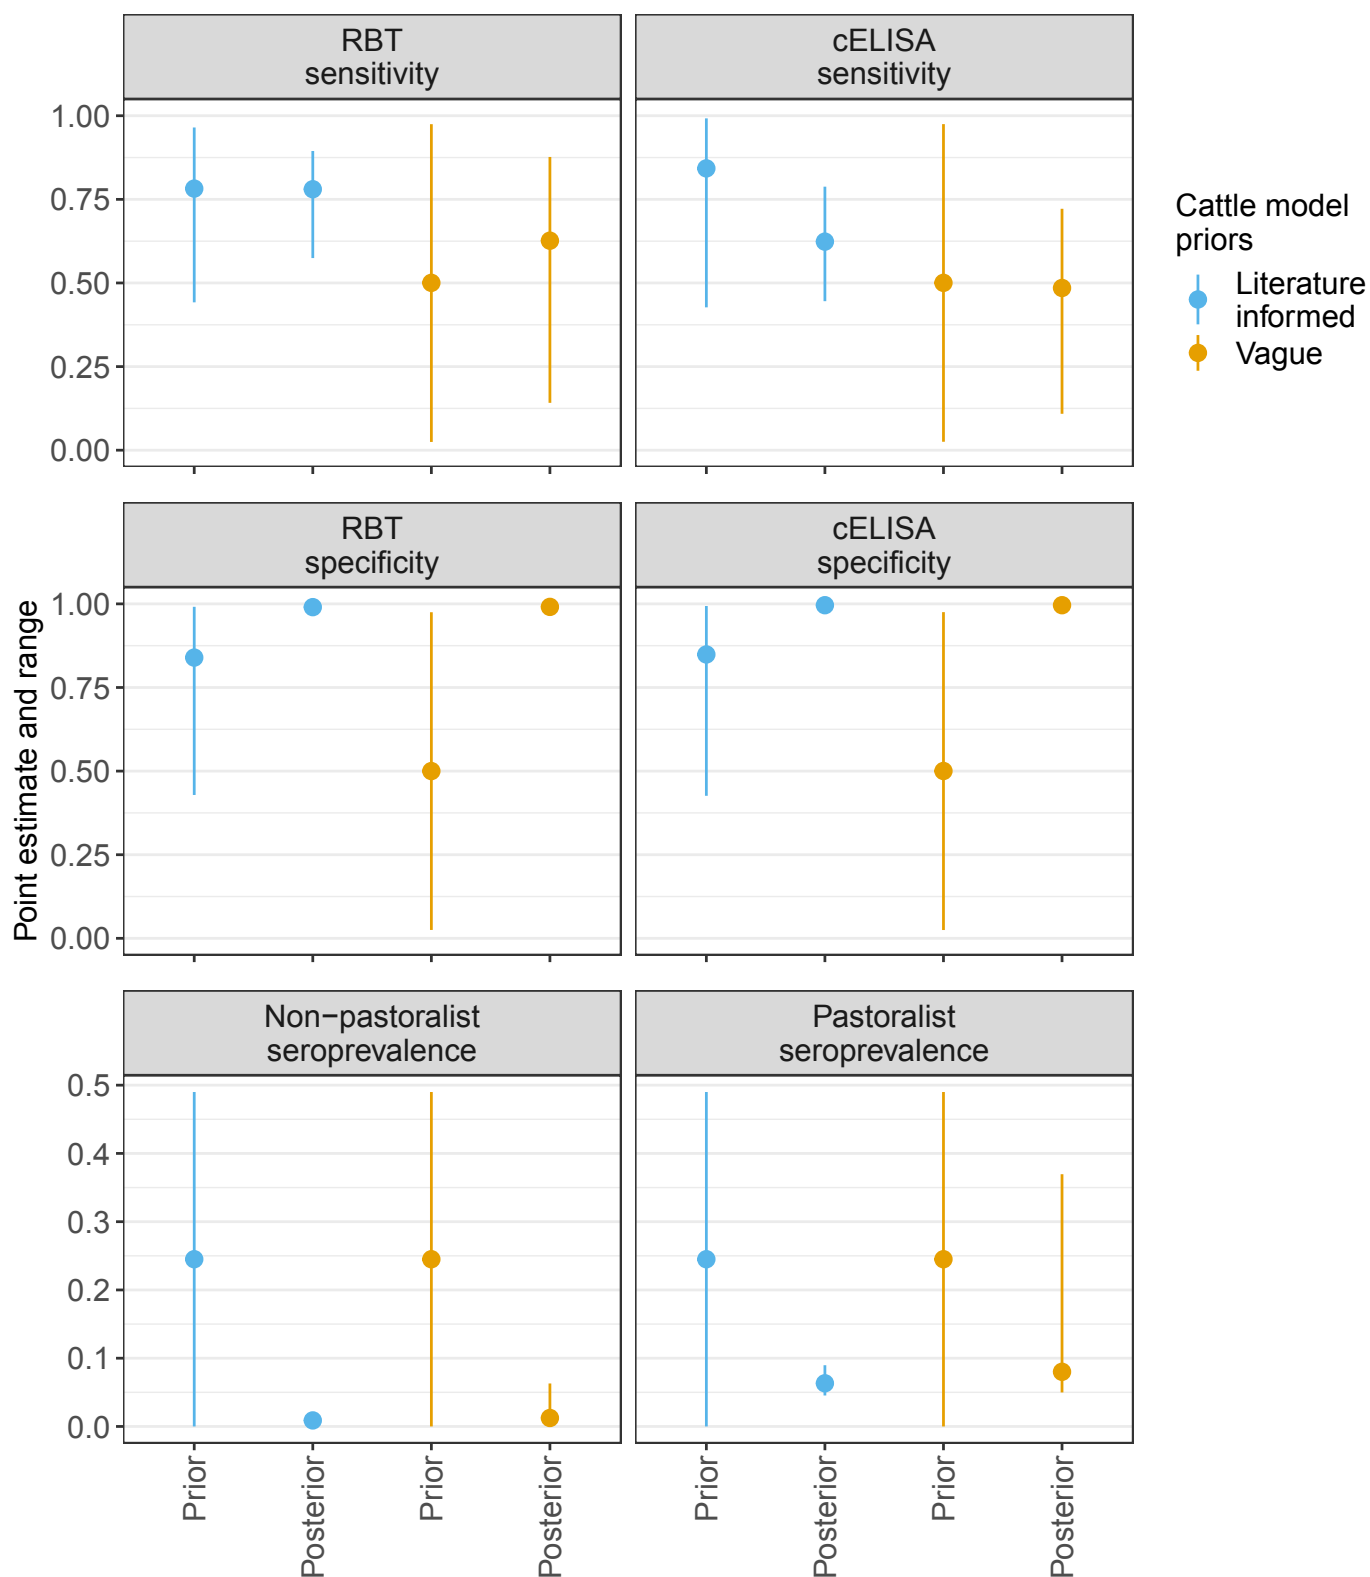 RBT
sensitivity
cELISA
sensitivity
1.00
0.75
0.50
0.25
0.00
Cattle model
priors
Literature
informed
Vague
RBT
specificity
cELISA
specificity
Point estimate and range
1.00
0.75
0.50
0.25
0.00
Non−pastoralist
seroprevalence
Pastoralist
seroprevalence
0.5
0.4
0.3
0.2
0.1
0.0
Prior
Posterior
Prior
Posterior
Prior
Posterior
Prior
Posterior